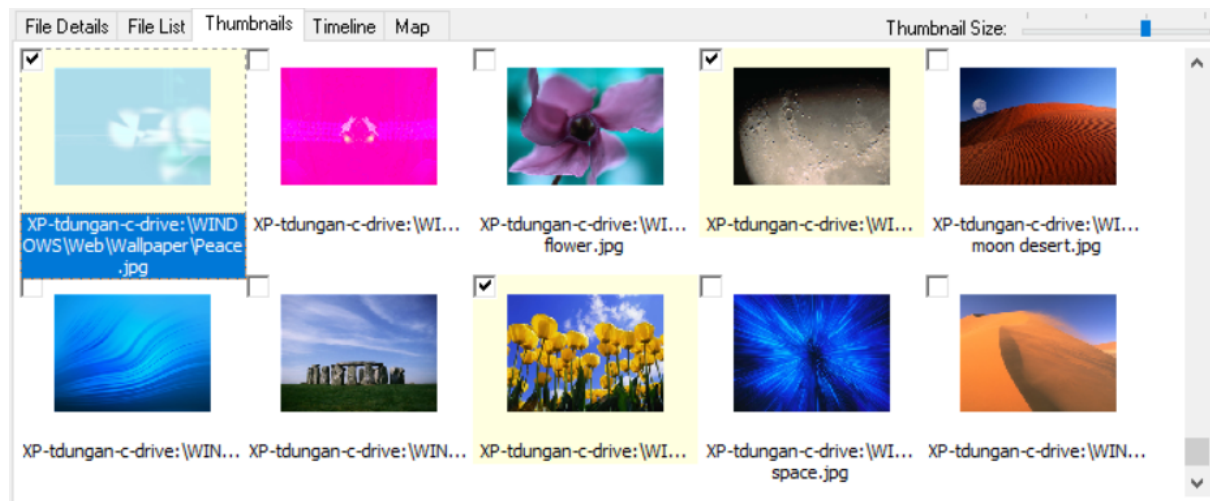 File Details File List Thumbnails Timeline Map Thumbnail Size:
XP-tdungan-c-drive:\WIND
OWS\Web\Wallpaper\Peace
.jpg
XP-tdungan-c-drive:\WI...
XP-tdungan-c-drive:\WI...
flower.jpg
XP-tdungan-c-drive:\WI...
XP-tdungan-c-drive:\WI...
moon desert.jpg
XP-tdungan-c-drive:\WIN...
XP-tdungan-c-drive:\WIN...
XP-tdungan-c-drive:\WI...
XP-tdungan-c-drive:\WI...
space.jpg
XP-tdungan-c-drive:\WIN...